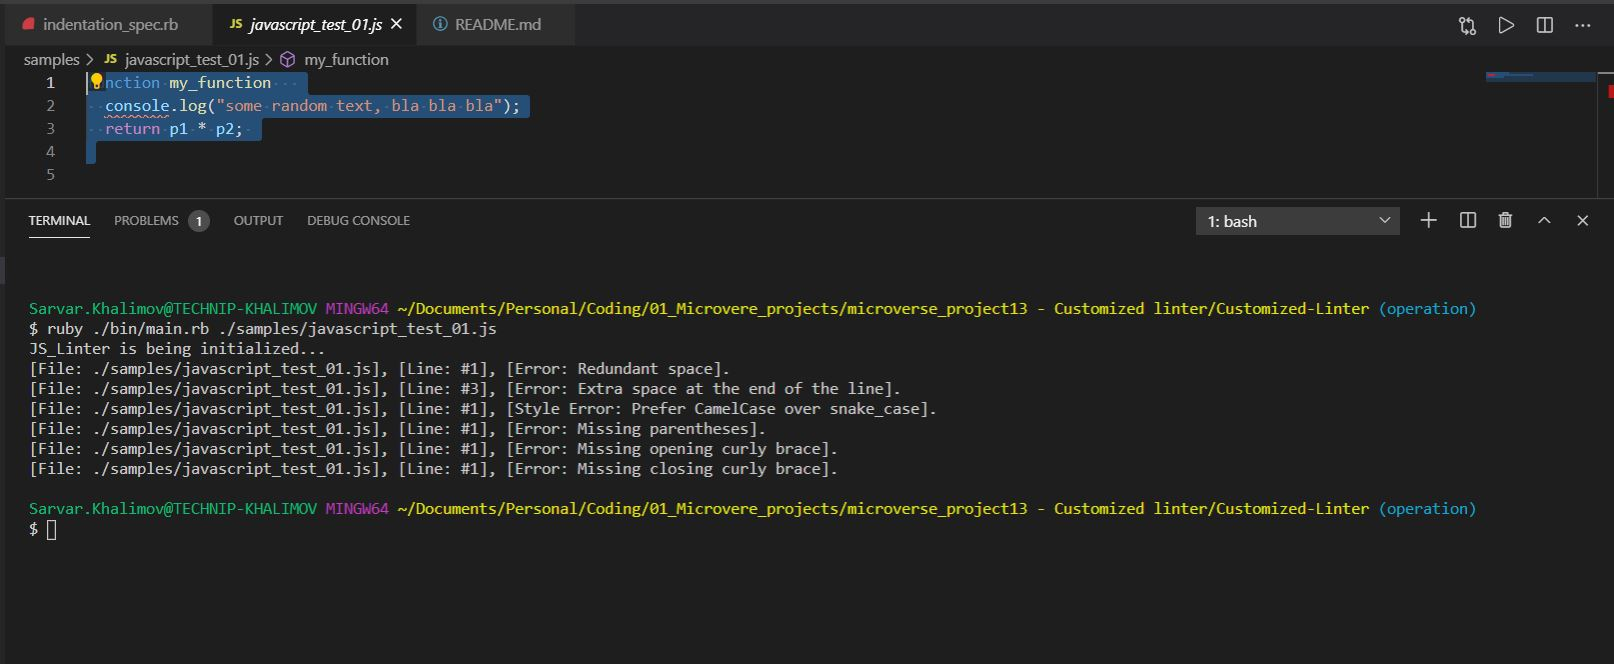 indentation_spec.rb JS javascript_test_01.js README.md
samples > JS javascript_test_01.js > my_function
1 nction my_function
2 console.log("some random text, bla bla bla");
3 return p1 * p2;
4
5
TERMINAL PROBLEMS 1 OUTPUT DEBUG CONSOLE 1: bash
Sarvar.Khalimov@TECHNIP-KHALIMOV MINGW64 ~/Documents/Personal/Coding/01_Microvere_projects/microverse_project13 - Customized linter/Customized-Linter (operation)
$ ruby ./bin/main.rb ./samples/javascript_test_01.js
JS_Linter is being initialized...
[File: ./samples/javascript_test_01.js], [Line: #1], [Error: Redundant space].
[File: ./samples/javascript_test_01.js], [Line: #3], [Error: Extra space at the end of the line].
[File: ./samples/javascript_test_01.js], [Line: #1], [Style Error: Prefer CamelCase over snake_case].
[File: ./samples/javascript_test_01.js], [Line: #1], [Error: Missing parentheses].
[File: ./samples/javascript_test_01.js], [Line: #1], [Error: Missing opening curly brace].
[File: ./samples/javascript_test_01.js], [Line: #1], [Error: Missing closing curly brace].
Sarvar.Khalimov@TECHNIP-KHALIMOV MINGW64 ~/Documents/Personal/Coding/01_Microvere_projects/microverse_project13 - Customized linter/Customized-Linter (operation)
$